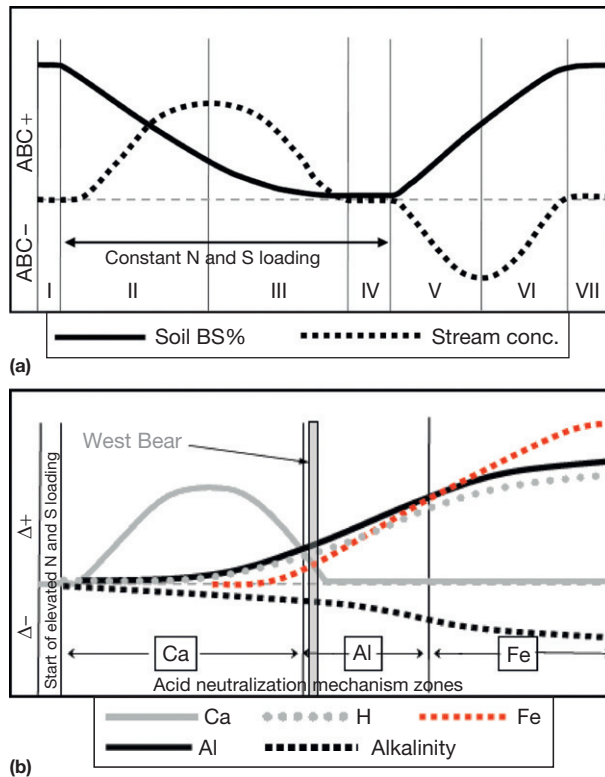 ABC+
ABC−
Constant N and S loading
I II III IV V VI VII
Soil BS% Stream conc.
(a)
West Bear
Δ+
Δ−
Start of elevated N and S loading
Ca Al Fe
Acid neutralization mechanism zones
Ca H Fe
Al Alkalinity
(b)